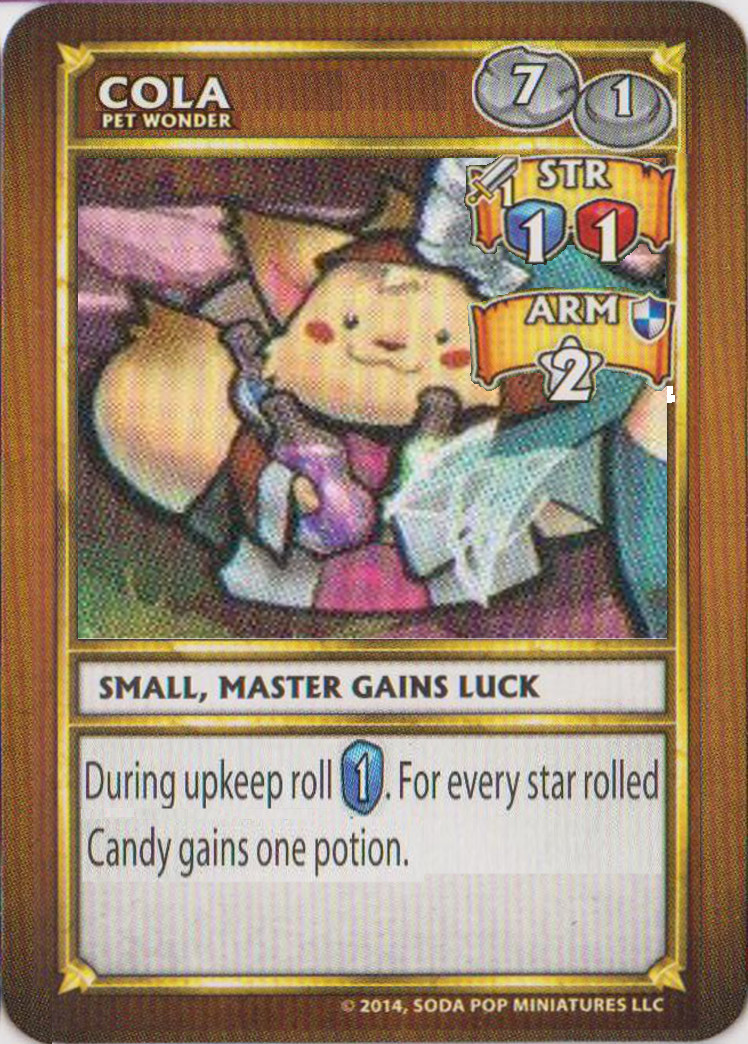 COLA
PET WONDER
7
1
1
STR
1 1
ARM
2
SMALL, MASTER GAINS LUCK
During upkeep roll 1. For every star rolled
Candy gains one potion.
© 2014, SODA POP MINIATURES LLC